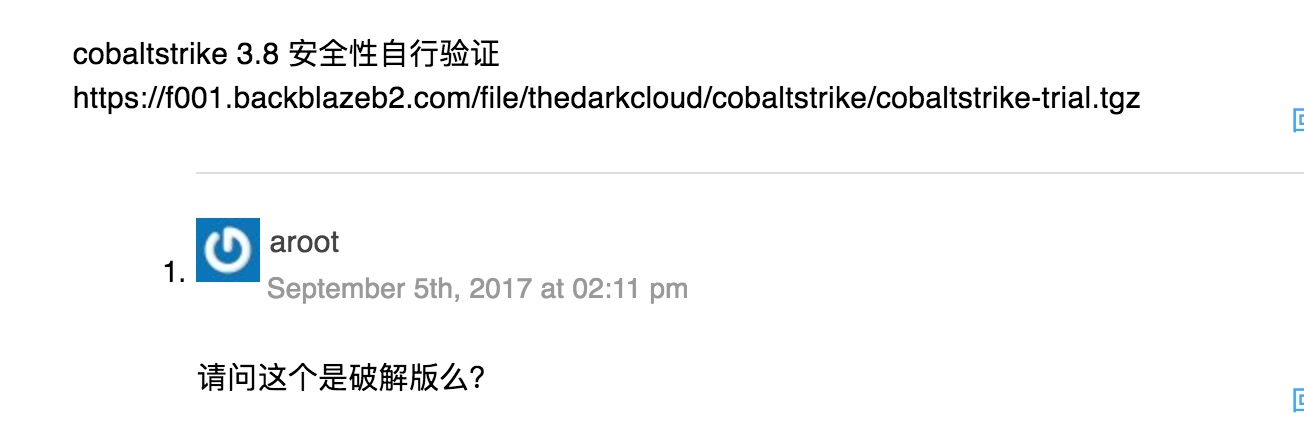 cobaltstrike 3.8 安全性自行验证
https://f001.backblazeb2.com/file/thedarkcloud/cobaltstrike/cobaltstrike-trial.tgz
1.
aroot
September 5th, 2017 at 02:11 pm
请问这个是破解版么?